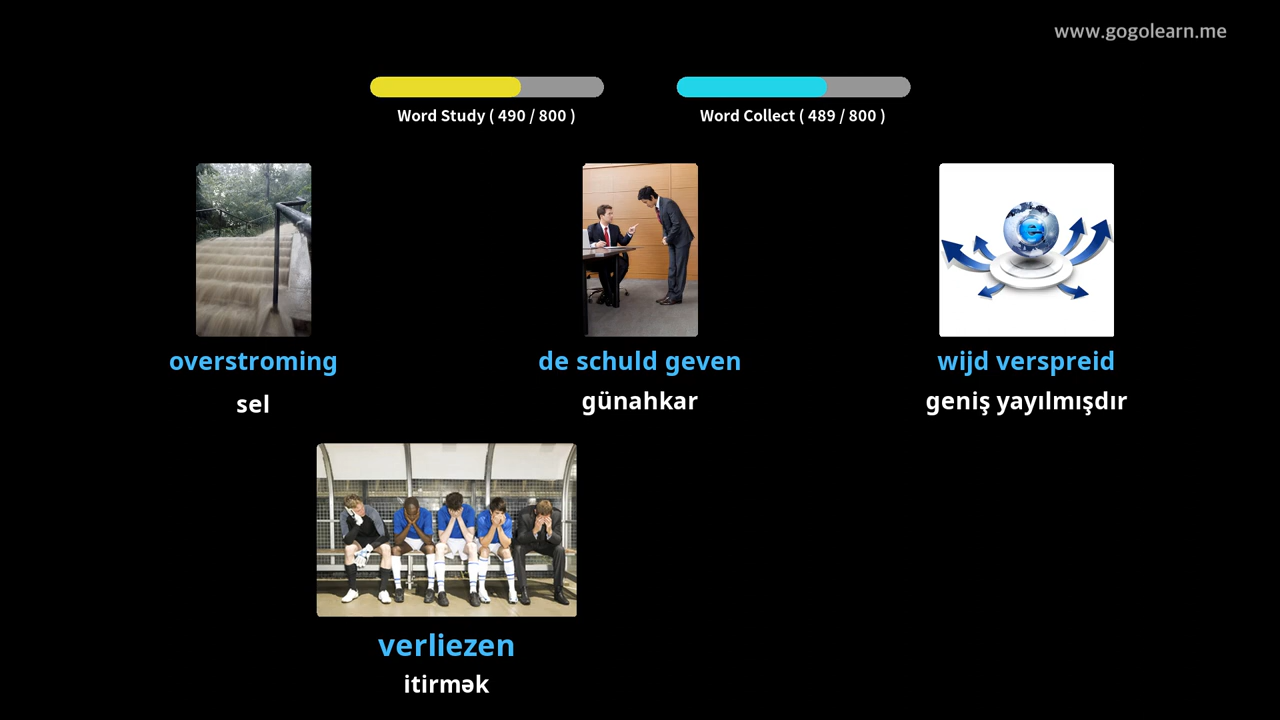 www.gogolearn.me
Word Study ( 490 / 800 )
Word Collect ( 489 / 800 )
overstroming
sel
de schuld geven
günahkar
wijd verspreid
geniş yayılmışdır
verliezen
itirmək